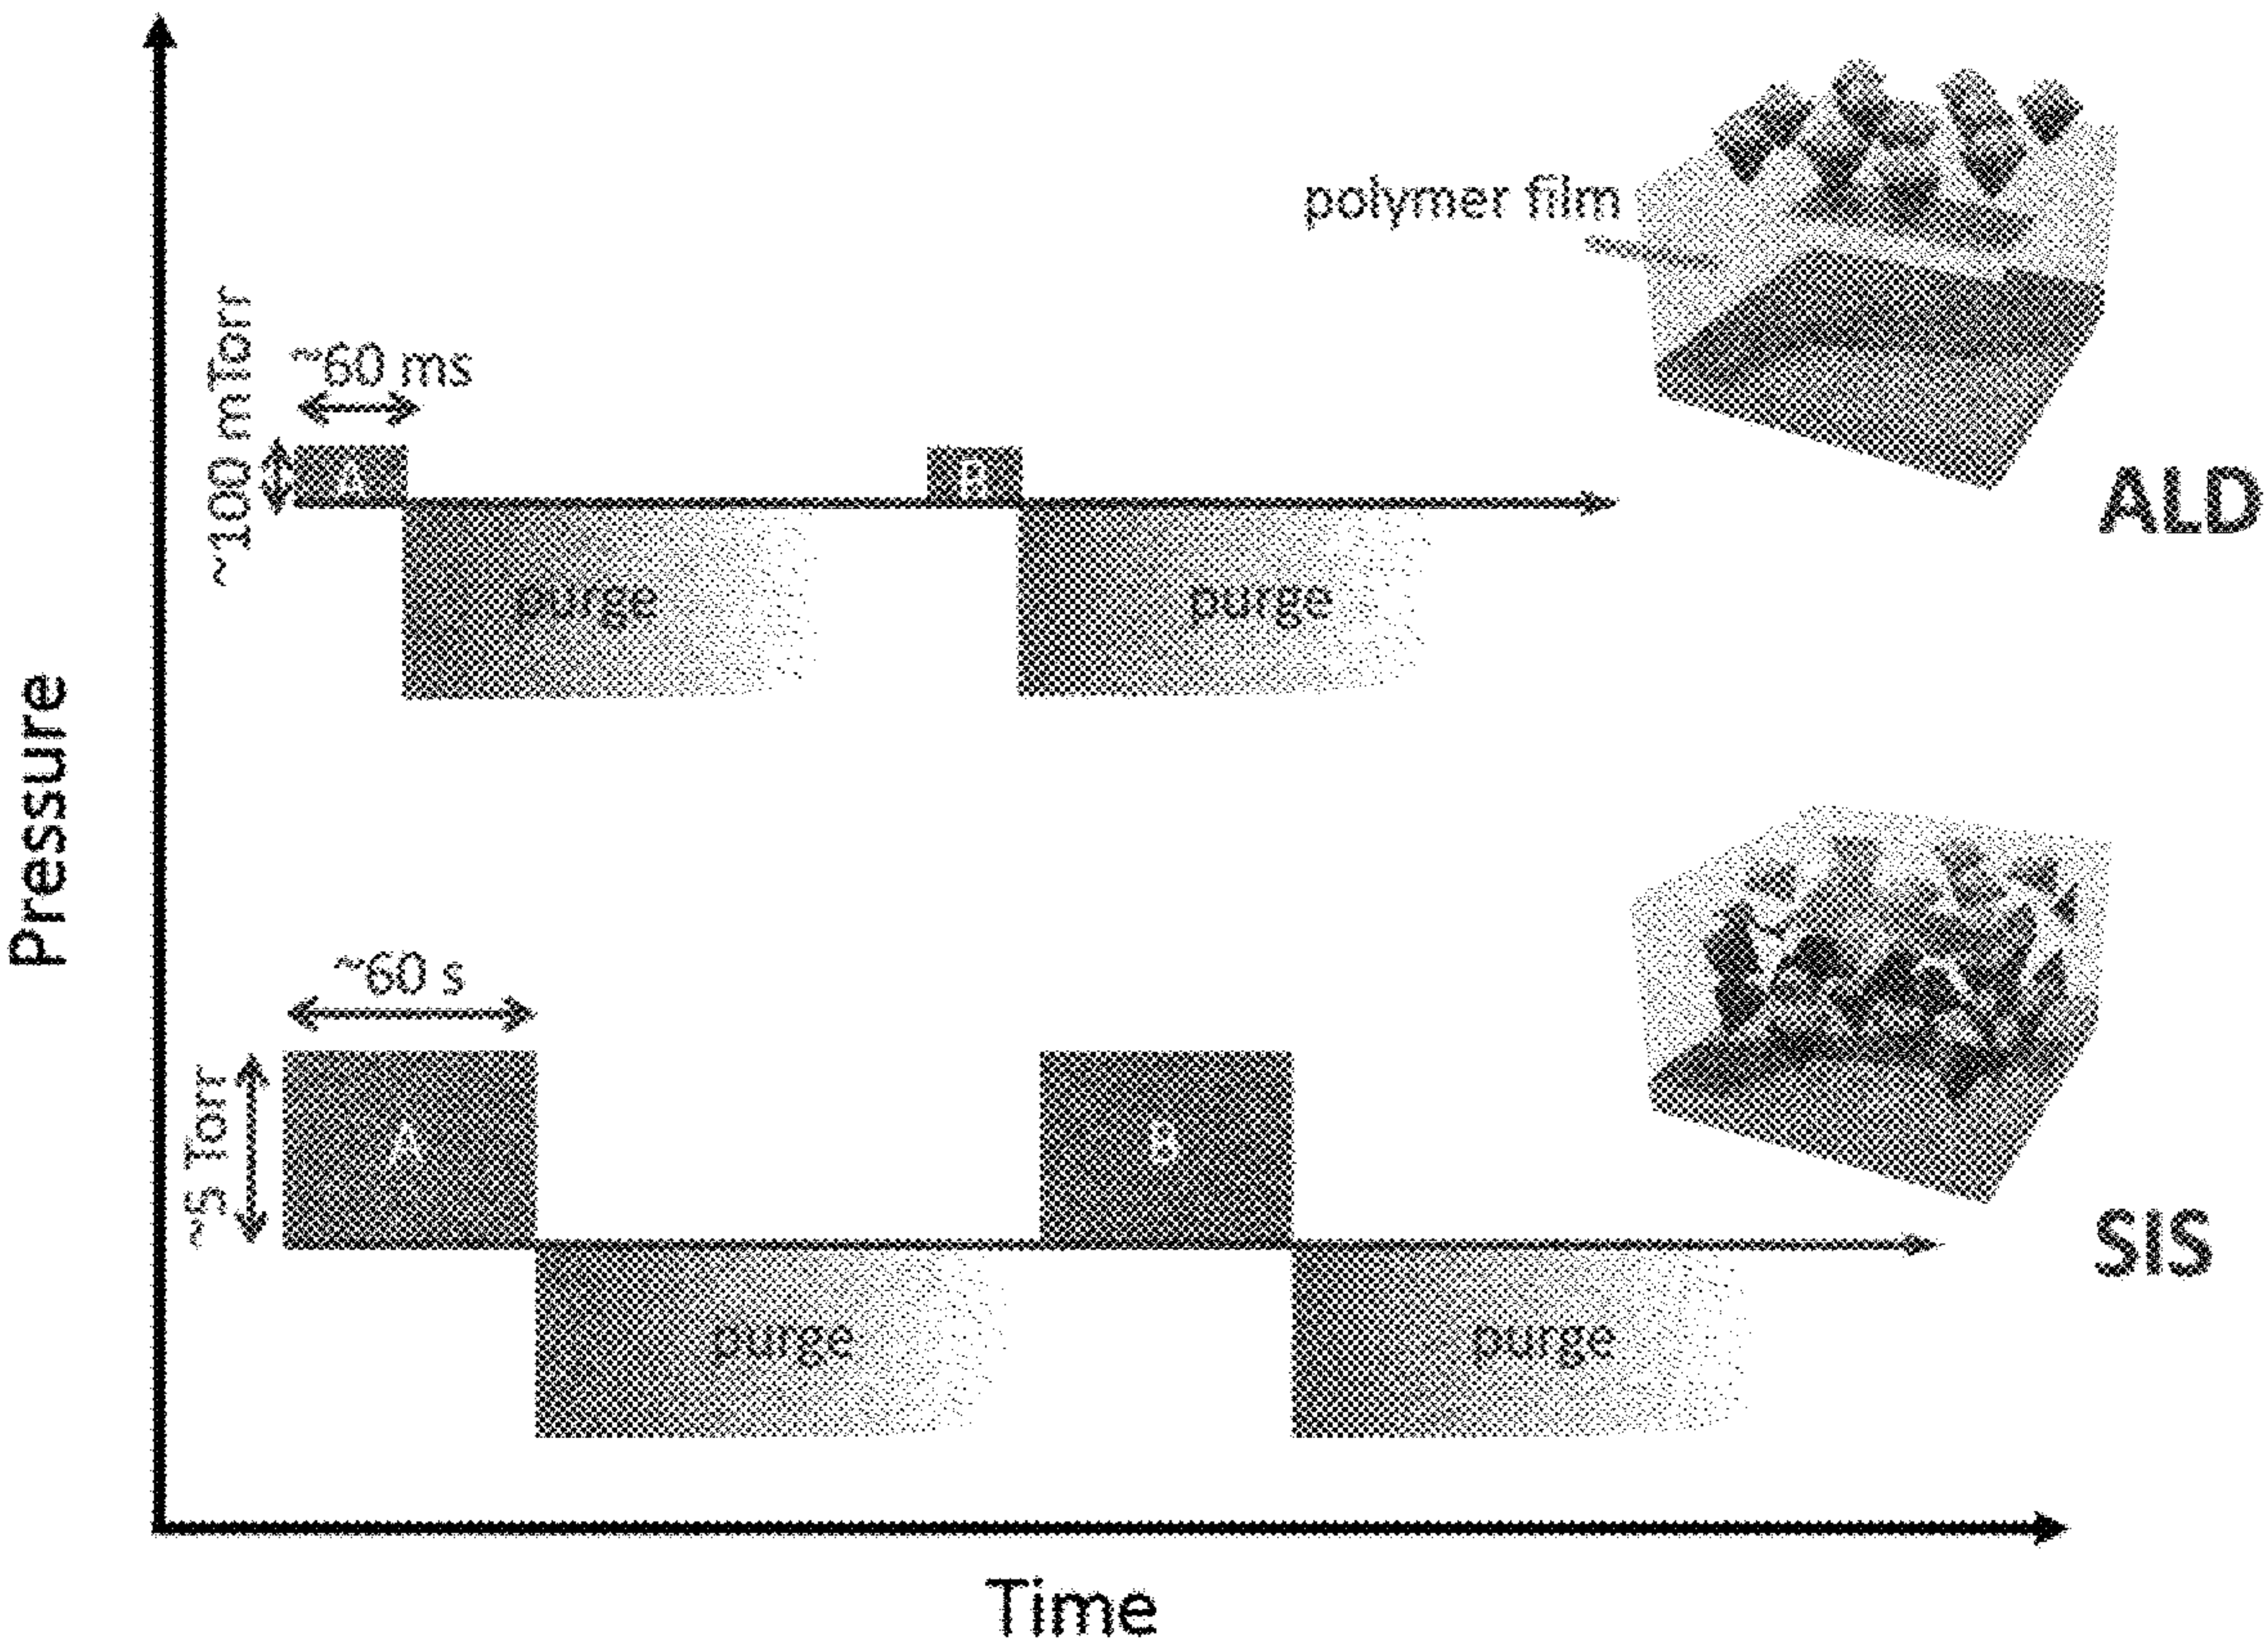 Pressure
~100 mTorr
~60 ms
A
B
purge
purge
polymer film
ALD
~5 Torr
~60 s
A
B
purge
purge
SIS
Time